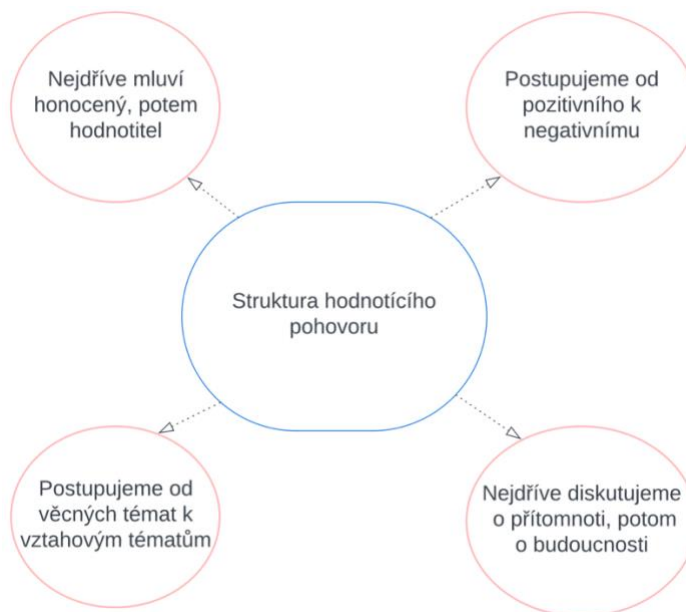 Nejdříve mluví
honocený, potem
hodnotitel
Postupujeme od
pozitivního k
negativnímu
Struktura hodnotícího
pohovoru
Postupujeme od
věcných témat k
vztahovým tématům
Nejdříve diskutujeme
o přítomnoti, potom
o budoucnosti